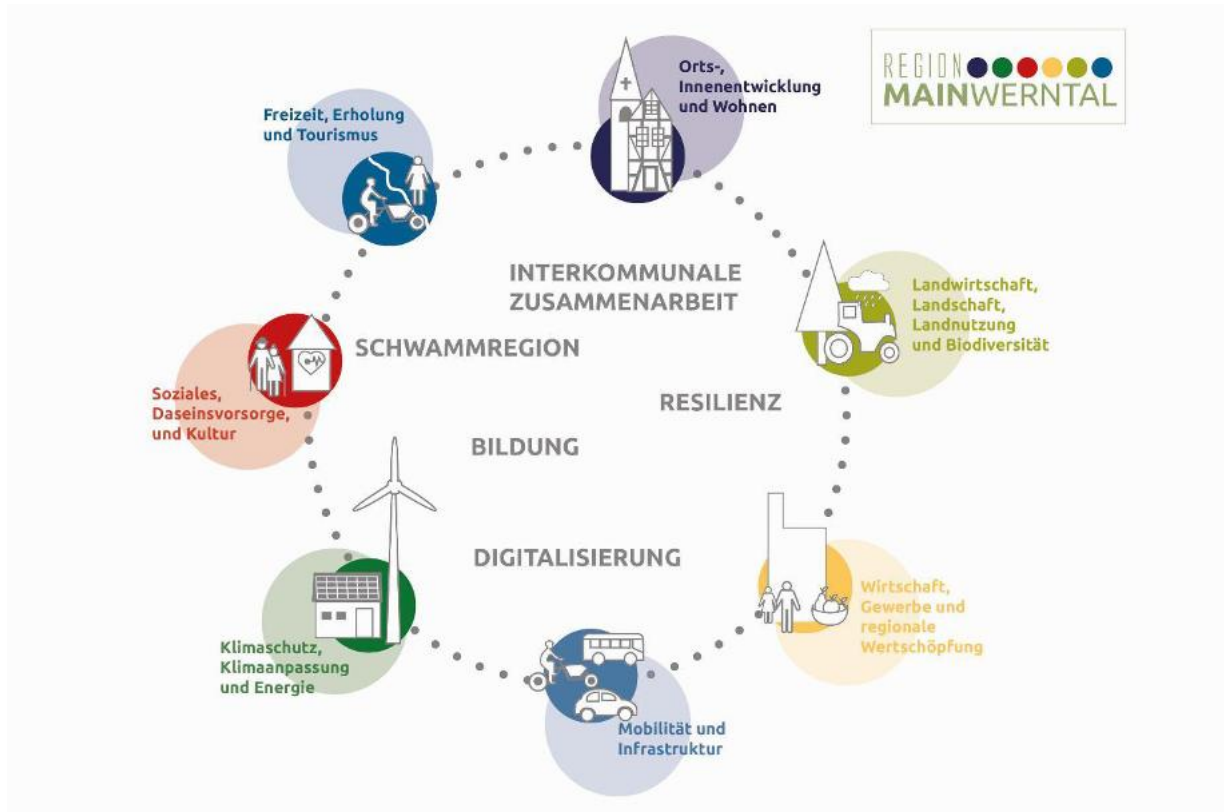 REGION
MAINWERNTAL
Orts-,
Innenentwicklung
und Wohnen
Freizeit, Erholung
und Tourismus
INTERKOMMUNALE
ZUSAMMENARBEIT
Landwirtschaft,
Landschaft,
Landnutzung
und Biodiversität
SCHWAMMREGION
RESILIENZ
Soziales,
Daseinsvorsorge,
und Kultur
BILDUNG
DIGITALISIERUNG
Wirtschaft,
Gewerbe und
regionale
Wertschöpfung
Klimaschutz,
Klimaanpassung
und Energie
Mobilität und
Infrastruktur